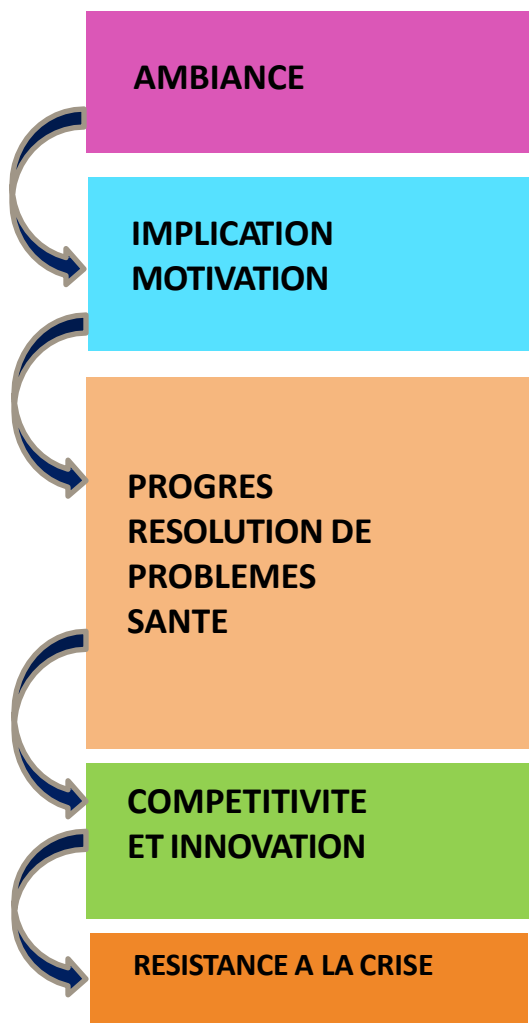 AMBIANCE
IMPLICATION
MOTIVATION
PROGRES
RESOLUTION DE
PROBLEMES
SANTE
COMPETITIVITE
ET INNOVATION
RESISTANCE A LA CRISE